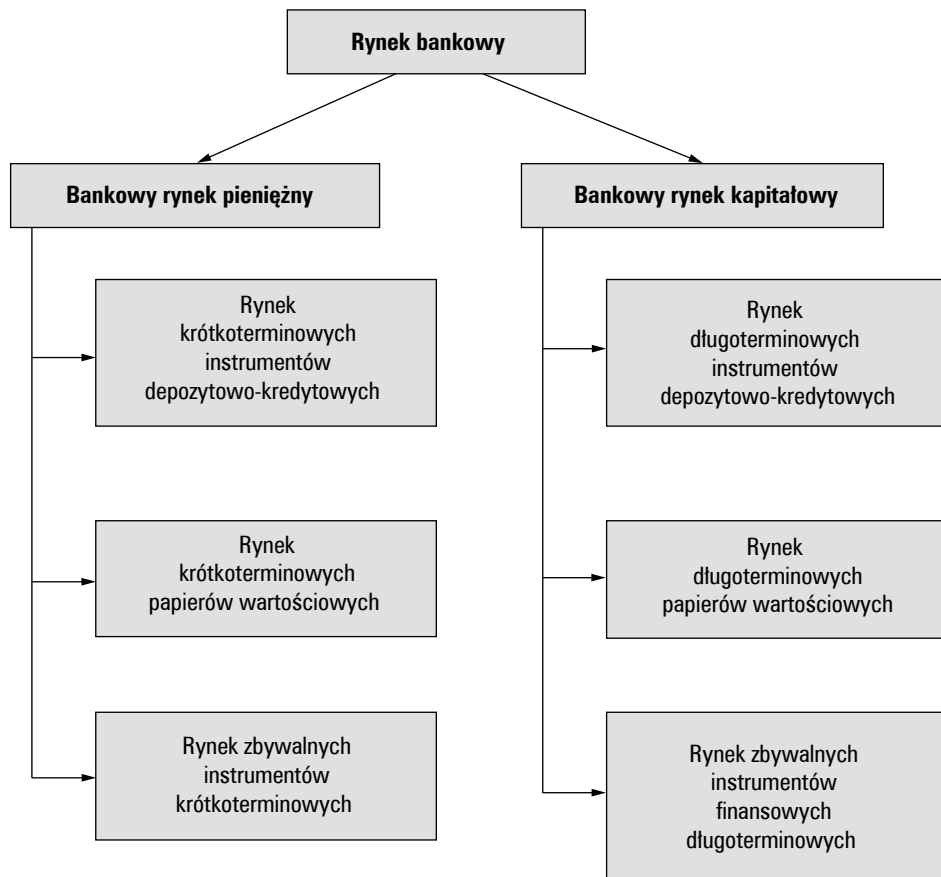 Rynek bankowy
Bankowy rynek pieniężny
Rynek
krótkoterminowych
instrumentów
depozytowo-kredytowych
Rynek
krótkoterminowych
papierów wartościowych
Rynek zbywalnych
instrumentów
krótkoterminowych
Bankowy rynek kapitałowy
Rynek
długoterminowych
instrumentów
depozytowo-kredytowych
Rynek
długoterminowych
papierów wartościowych
Rynek zbywalnych
instrumentów
finansowych
długoterminowych